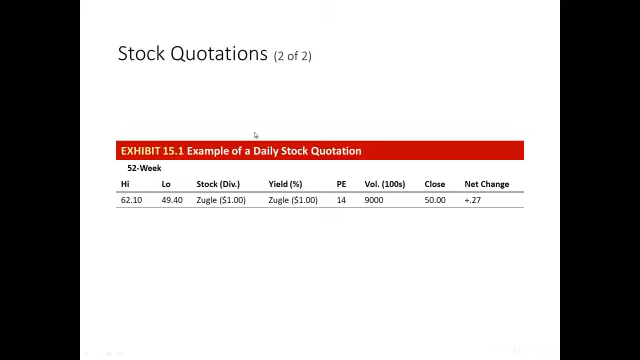 Stock Quotations (2 of 2)
EXHIBIT 15.1 Example of a Daily Stock Quotation
52-Week
Hi Lo Stock (Div.) Yield (%) PE Vol. (100s) Close Net Change
62.10 49.40 Zugle ($1.00) Zugle ($1.00) 14 9000 50.00 +.27